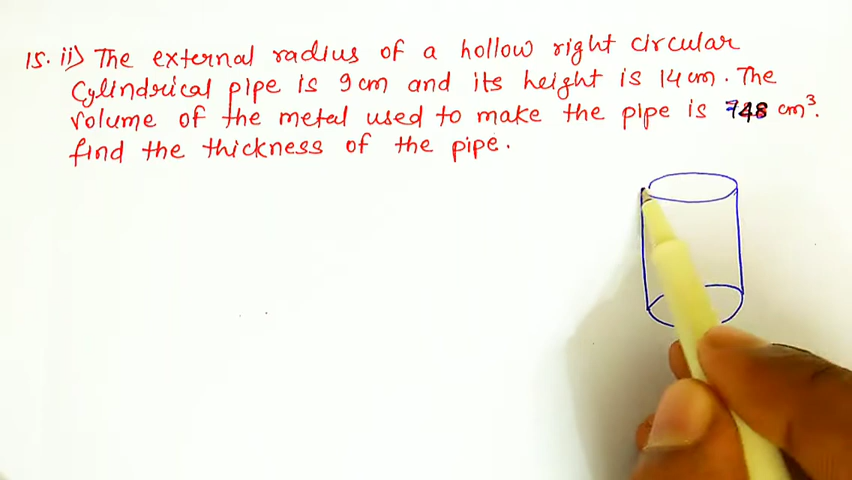 15. ii) The external radius of a hollow right circular
Cylindrical pipe is 9 cm and its height is 14 cm. The
volume of the metal used to make the pipe is 748 cm³.
find the thickness of the pipe.